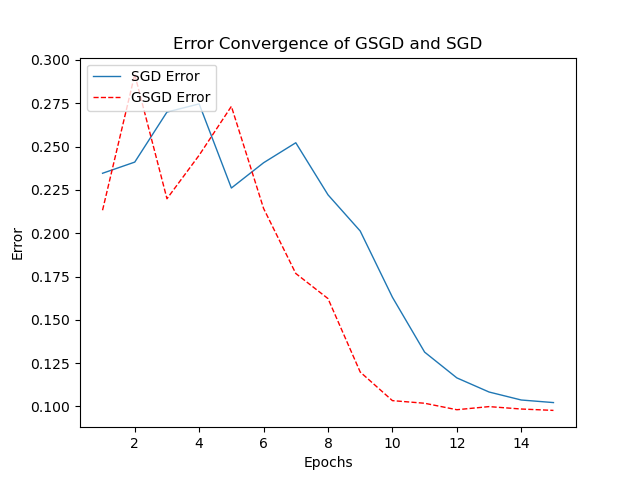 Error Convergence of GSGD and SGD
0.300
0.275
0.250
0.225
0.200
0.175
0.150
0.125
0.100
Error
SGD Error
GSGD Error
2 4 6 8 10 12 14
Epochs